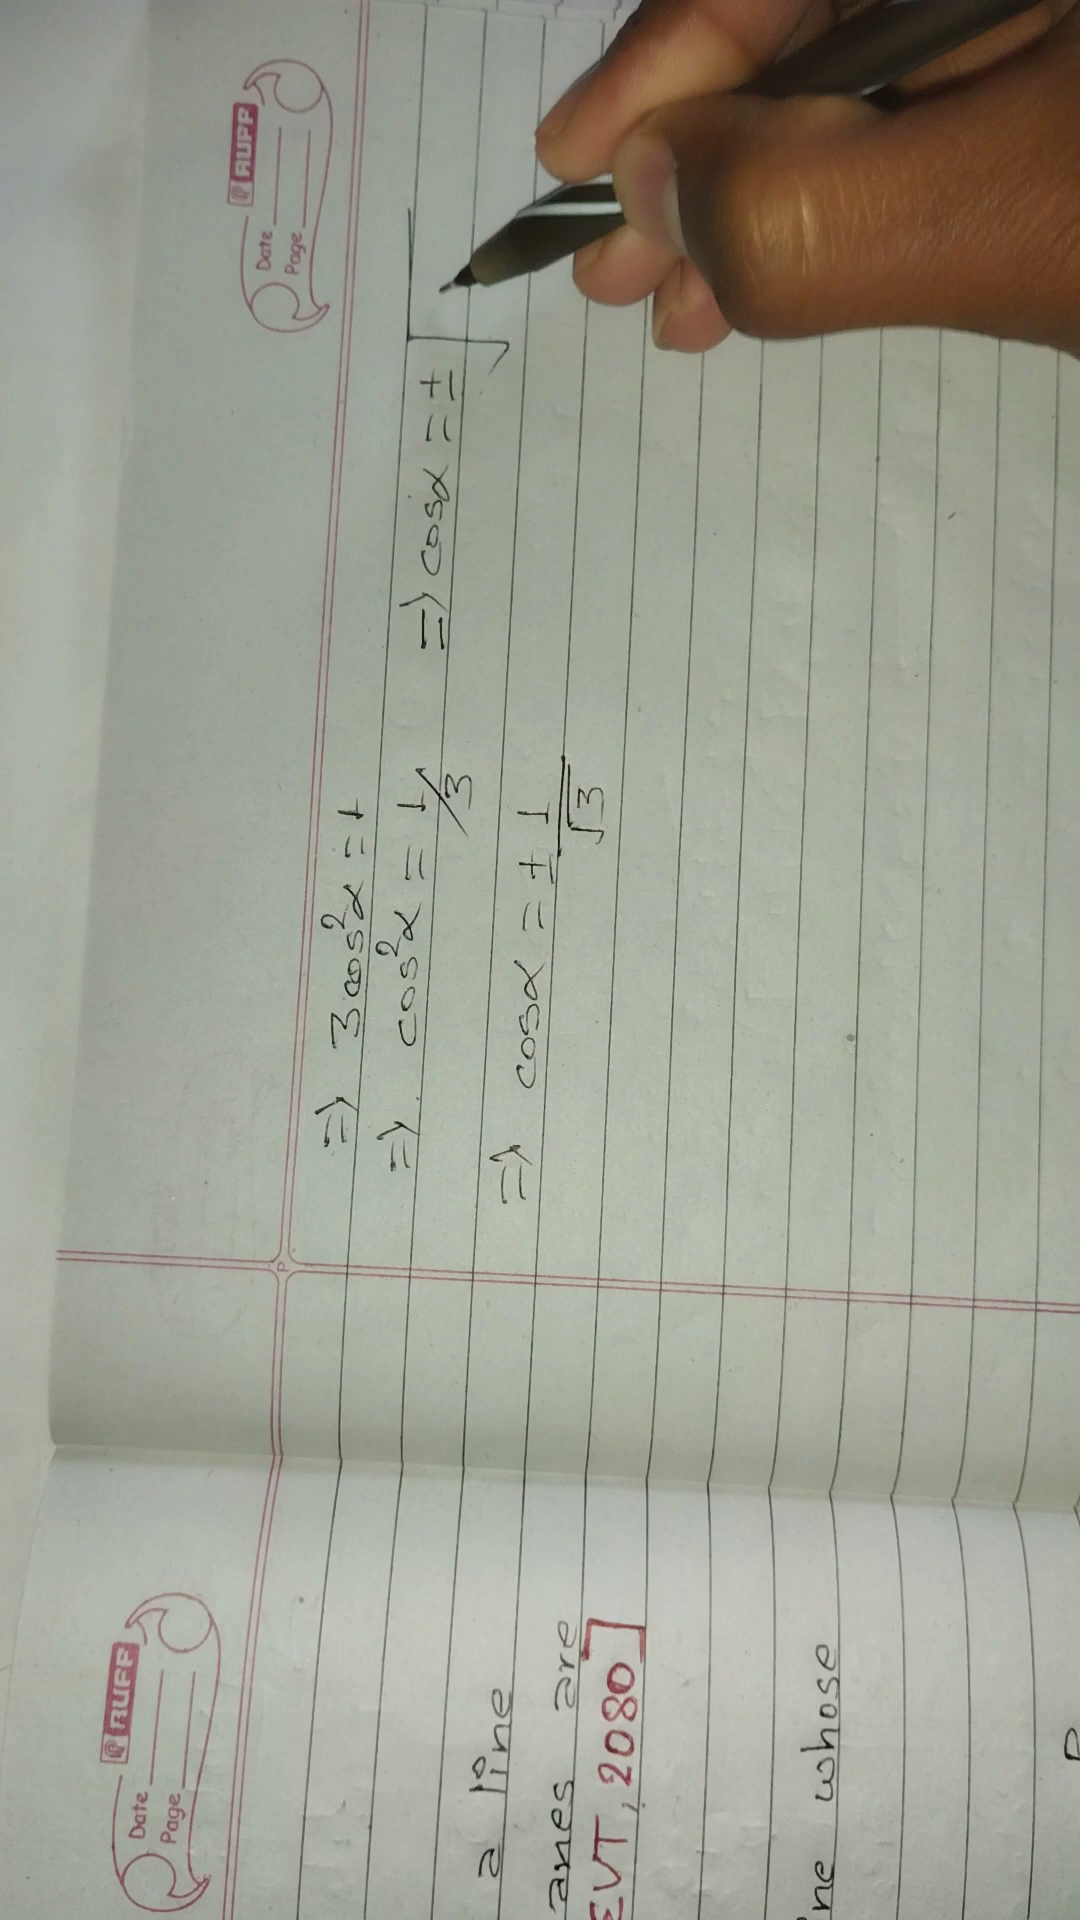 RUFF
Date
Page
⇒ 3cos²α = 1
⇒ cos²α = 1/3 ⇒ cosα = ±√
⇒ cosα = ± 1/√3
RUFF
Date
Page
a line
anes are
EVT, 2080]
ne whose